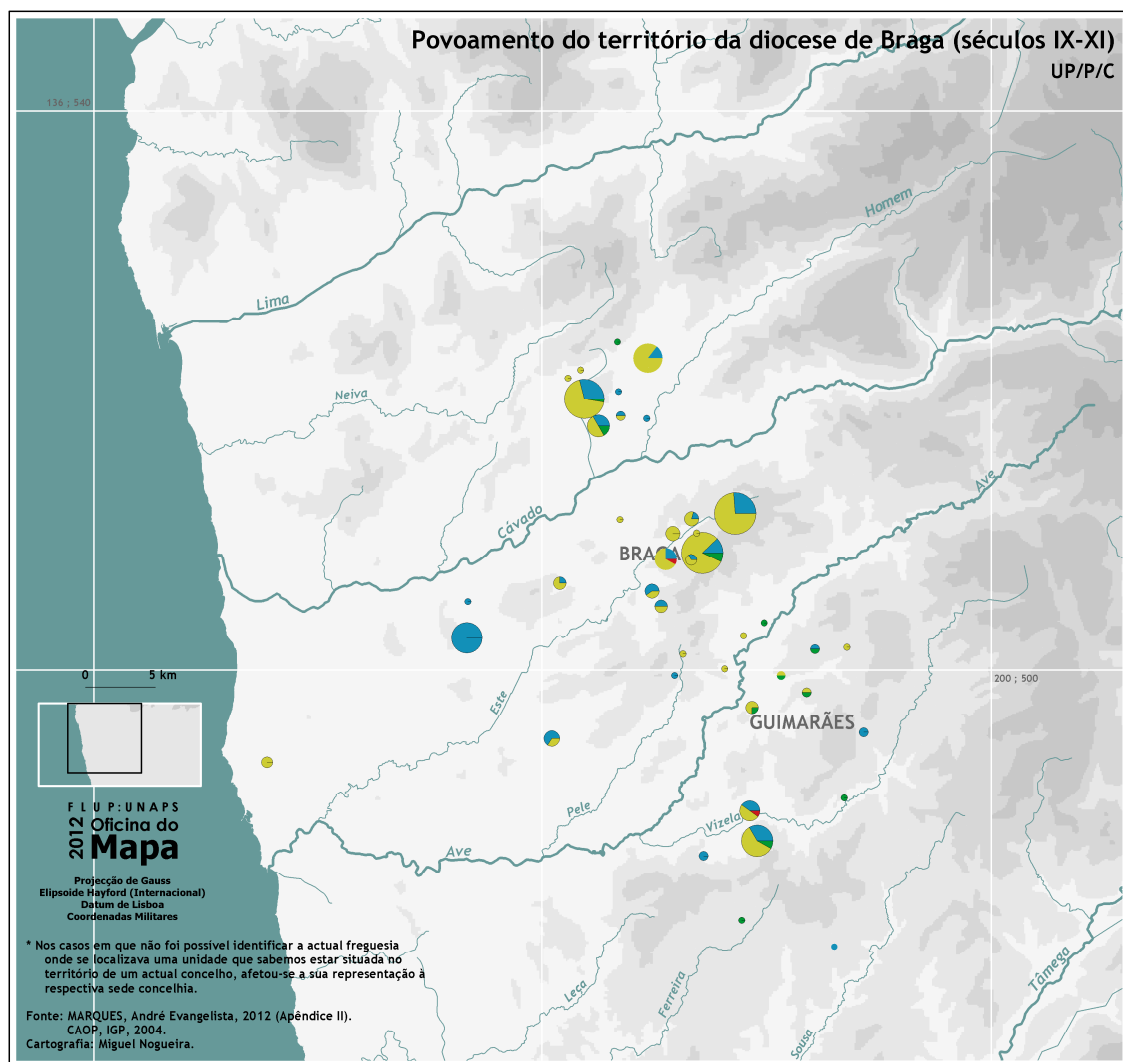 Povoamento do território da diocese de Braga (séculos IX-XI)
UP/P/C
136 ; 540
Homem
Lima
Neiva
Ave
Cávado
BRAGA
0 5 km
200 ; 500
Este
GUIMARÃES
FLUP:UNAPS
2012 Oficina do
Mapa
Pele
Vizela
Ave
Projecção de Gauss
Elipsoide Hayford (Internacional)
Datum de Lisboa
Coordenadas Militares
* Nos casos em que não foi possível identificar a actual freguesia
onde se localizava uma unidade que sabemos estar situada no
território de um actual concelho, afetou-se a sua representação à
respectiva sede concelhia.
Leça
Ferreira
Tâmega
Sousa
Fonte: MARQUES, André Evangelista, 2012 (Apêndice II).
CAOP, IGP, 2004.
Cartografia: Miguel Nogueira.